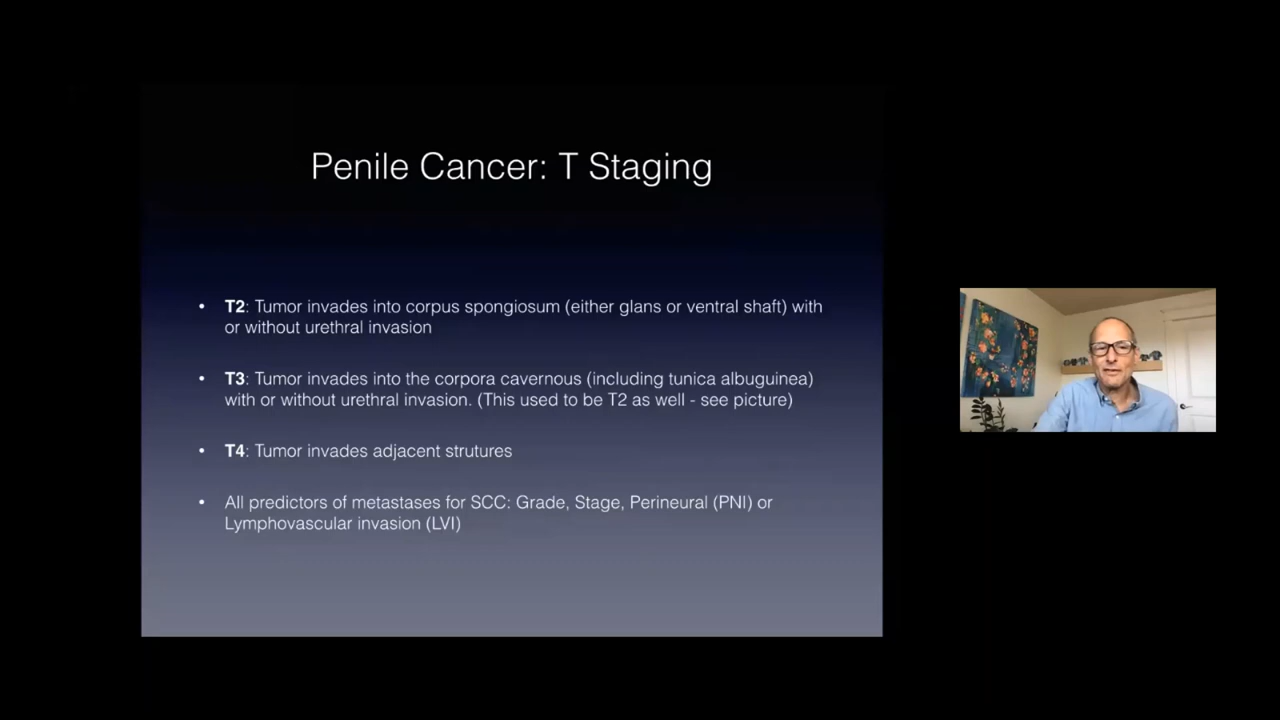 Penile Cancer: T Staging
• T2: Tumor invades into corpus spongiosum (either glans or ventral shaft) with
or without urethral invasion
• T3: Tumor invades into the corpora cavernous (including tunica albuguinea)
with or without urethral invasion. (This used to be T2 as well - see picture)
• T4: Tumor invades adjacent strutures
• All predictors of metastases for SCC: Grade, Stage, Perineural (PNI) or
Lymphovascular invasion (LVI)